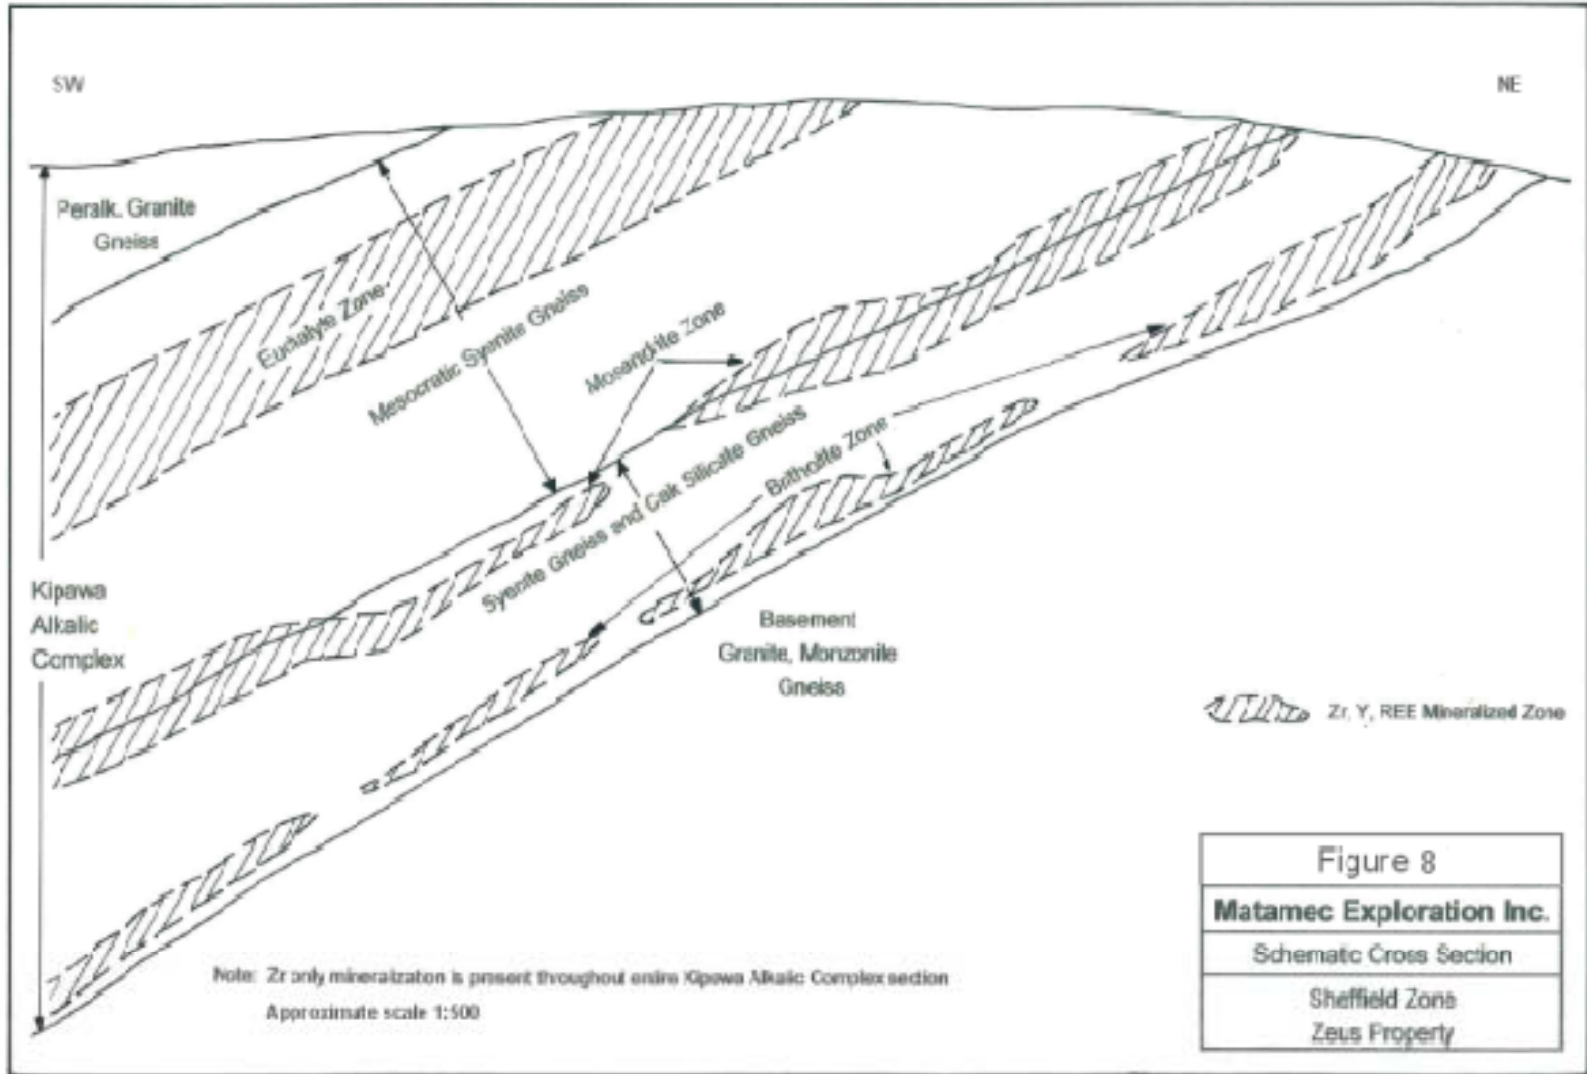 SW
NE
Peralk. Granite
Gneiss
Eudialyte Zone
Mesocratic Syenite Gneiss
Mosandrite Zone
Britholite Zone
Syenite Gneiss and Calc Silicate Gneiss
Kipawa
Alkalic
Complex
Basement
Granite, Monzonile
Gneiss
Zr, Y, REE Mineralized Zone
Note: Zr only mineralizaton is present throughout entire Kipawa Alkalic Complex section
Approximate scale 1:500
Figure 8
Matamec Exploration Inc.
Schematic Cross Section
Sheffield Zone
Zeus Property